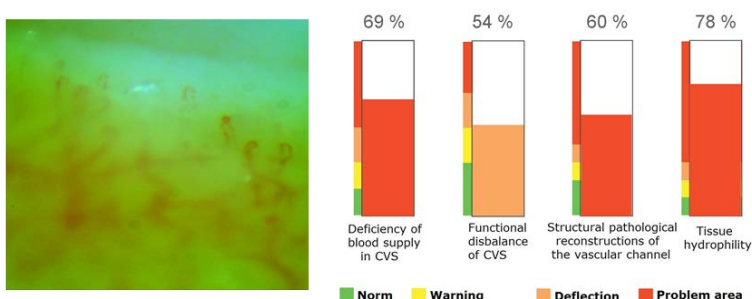 69 %
54 %
60 %
78 %
Deficiency of
blood supply
in CVS
Functional
disbalance
of CVS
Structural pathological
reconstructions of
the vascular channel
Tissue
hydrophility
Norm
Warning
Deflection
Problem area